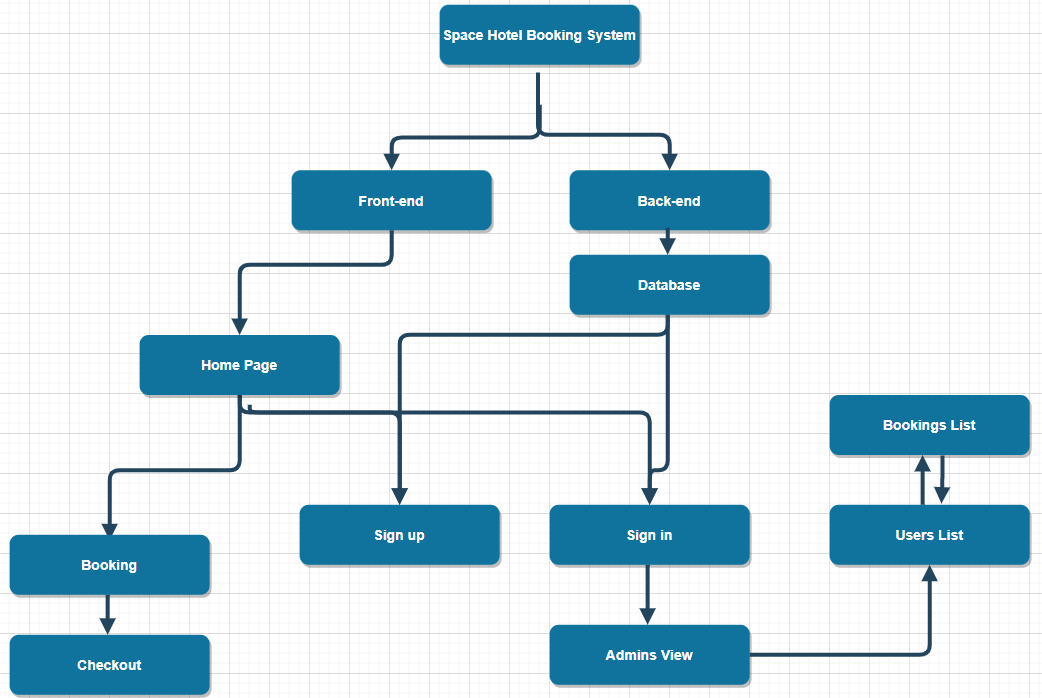 Space Hotel Booking System
Front-end
Back-end
Database
Home Page
Bookings List
Sign up
Sign in
Users List
Booking
Admins View
Checkout